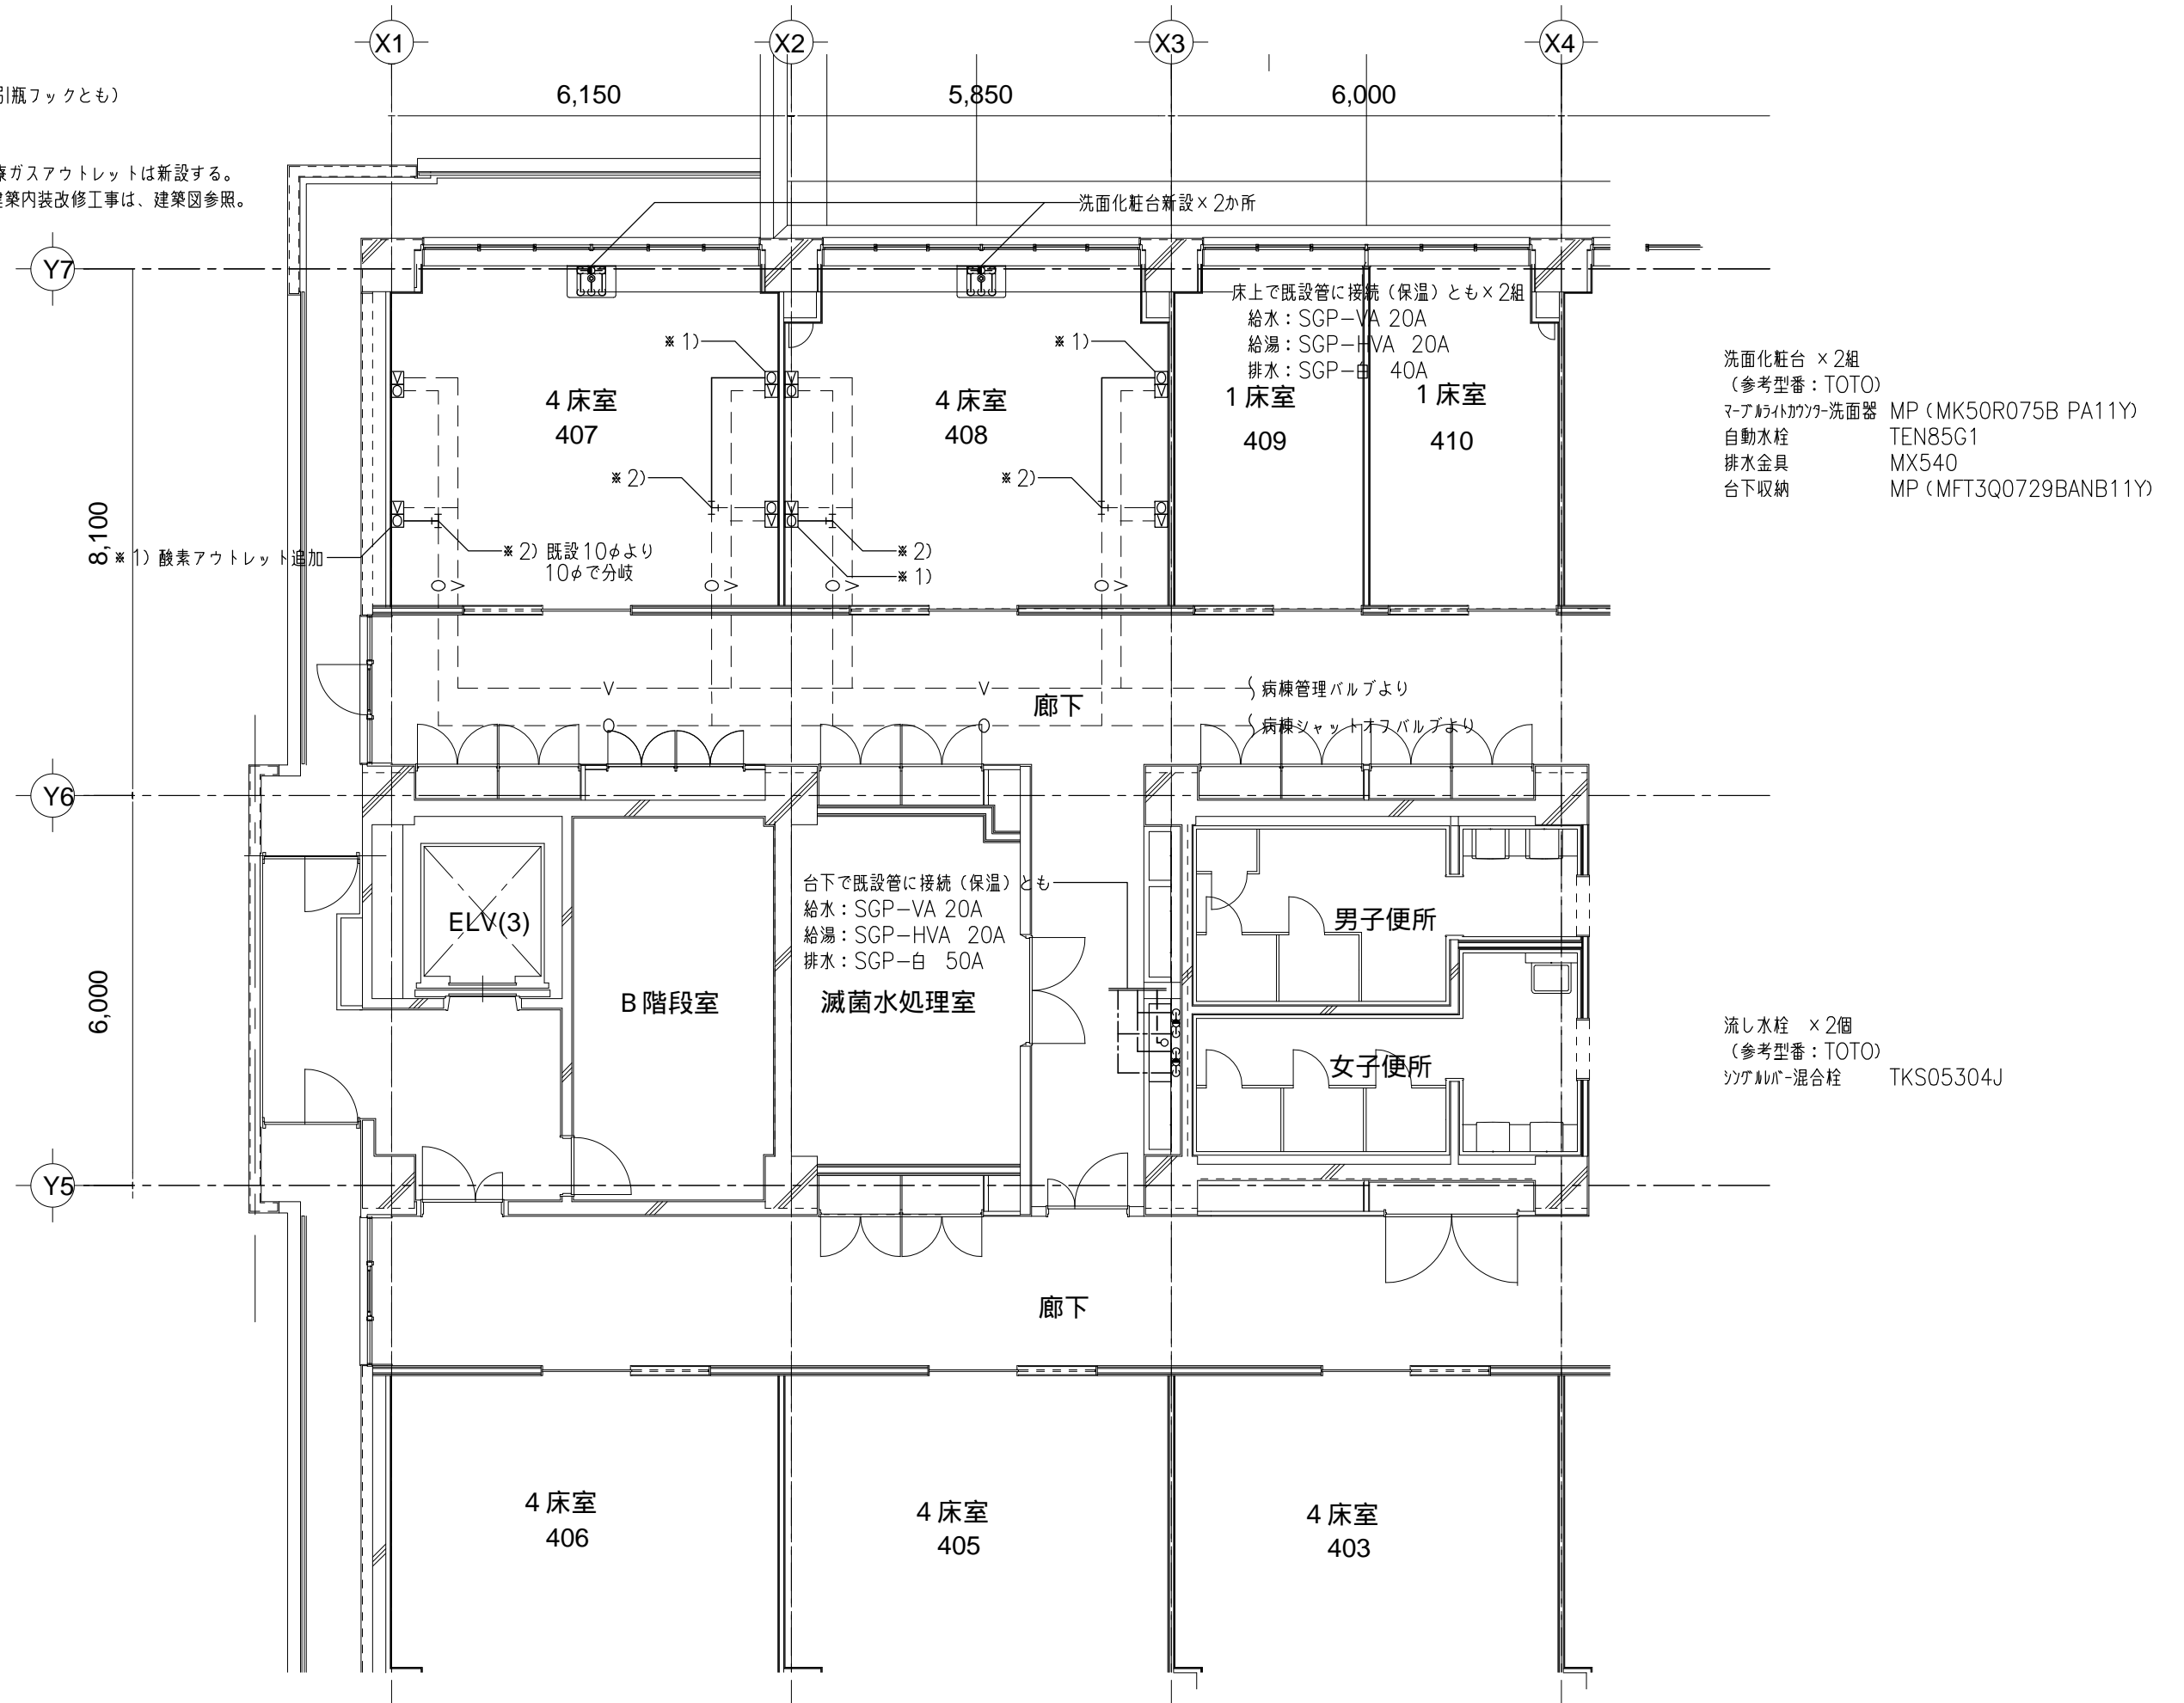 X1
X2
X3
X4
6,150
5,850
6,000
引瓶フックとも)
療ガスアウトレットは新設する。
建築内装改修工事は、建築図参照。
洗面化粧台新設×2か所
Y7
床上で既設管に接続(保温)とも×2組
給水:SGP-VA 20A
給湯:SGP-HVA 20A
排水:SGP-白 40A
※1)
※1)
4床室
407
4床室
408
1床室
409
1床室
410
洗面化粧台 ×2組
(参考型番:TOTO)
マーブルライトカウンター洗面器 MP(MK50R075B PA11Y)
自動水栓 TEN85G1
排水金具 MX540
台下収納 MP(MFT3Q0729BANB11Y)
※2)
※2)
8,100
※1) 酸素アウトレット追加
※2) 既設10φより
10φで分岐
※2)
※1)
O V
O V
O V
O V
V
V
病棟管理バルブより
廊下
O
O
病棟シャットオフバルブより
Y6
ELV(3)
台下で既設管に接続(保温)とも
給水:SGP-VA 20A
給湯:SGP-HVA 20A
排水:SGP-白 50A
男子便所
6,000
B階段室
滅菌水処理室
女子便所
流し水栓 ×2個
(参考型番:TOTO)
シングルレバー混合栓 TKS05304J
Y5
廊下
4床室
406
4床室
405
4床室
403